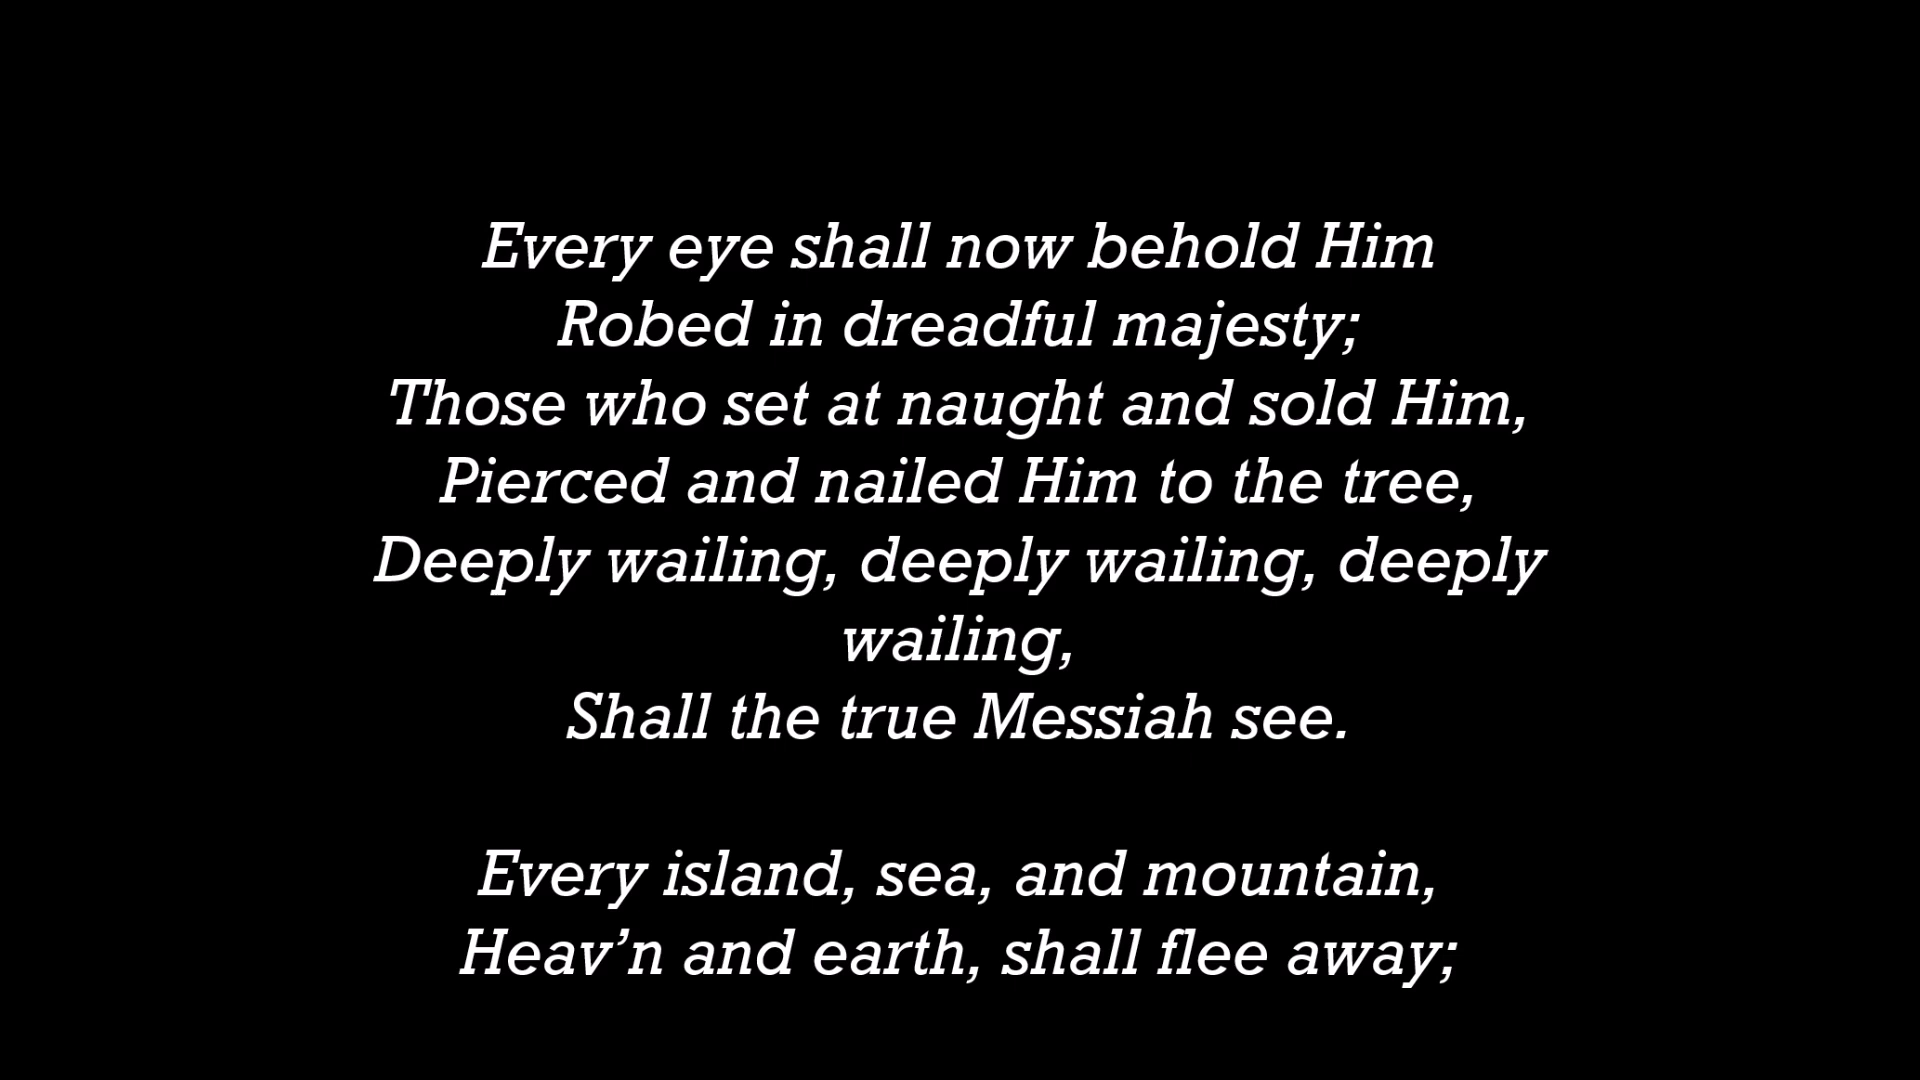 Every eye shall now behold Him
Robed in dreadful majesty;
Those who set at naught and sold Him,
Pierced and nailed Him to the tree,
Deeply wailing, deeply wailing, deeply
wailing,
Shall the true Messiah see.
Every island, sea, and mountain,
Heav’n and earth, shall flee away;